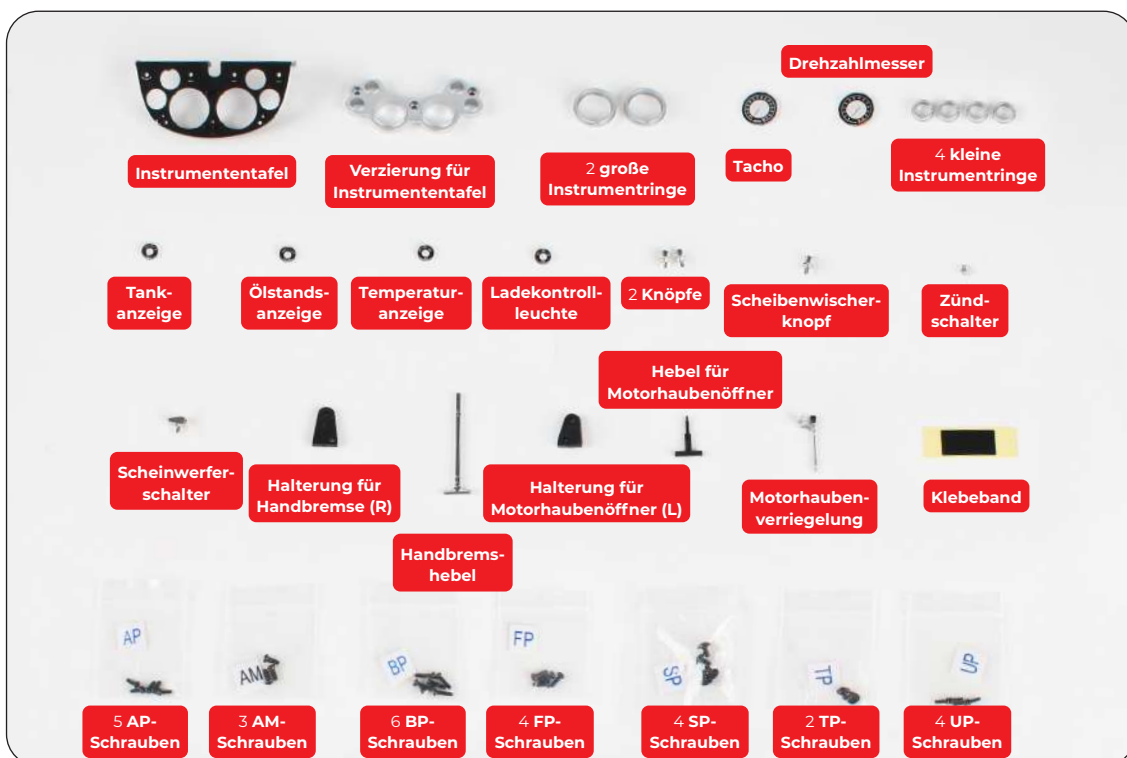 Drehzahlmesser
Instrumententafel
Verzierung für
Instrumententafel
2 große
Instrumentringe
Tacho
4 kleine
Instrumentringe
Tank-
anzeige
Ölstands-
anzeige
Temperatur-
anzeige
Ladekontroll-
leuchte
2 Knöpfe
Scheibenwischer-
knopf
Zünd-
schalter
Hebel für
Motorhaubenöffner
Scheinwerfer-
schalter
Halterung für
Handbremse (R)
Halterung für
Motorhaubenöffner (L)
Motorhauben-
verriegelung
Klebeband
Handbrems-
hebel
AP
AM
BP
FP
SP
TP
UP
5 AP-
Schrauben
3 AM-
Schrauben
6 BP-
Schrauben
4 FP-
Schrauben
4 SP-
Schrauben
2 TP-
Schrauben
4 UP-
Schrauben